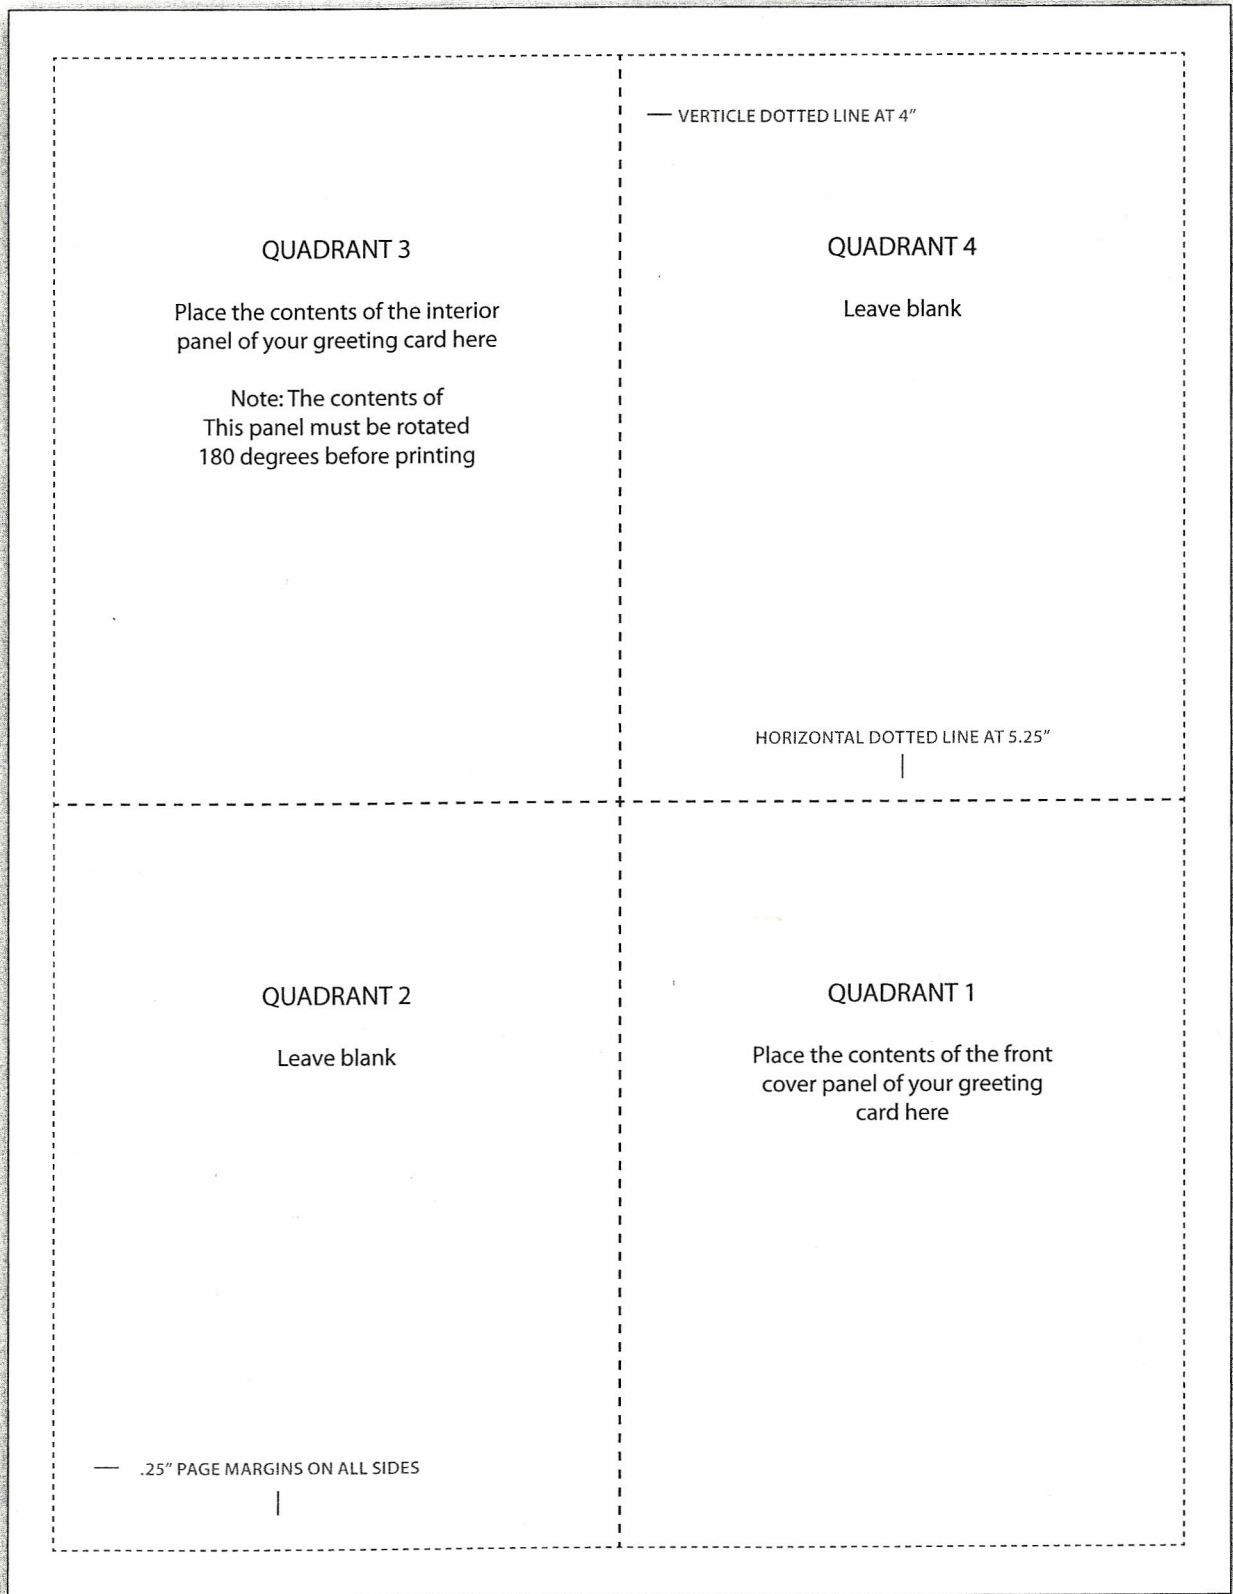 — VERTICLE DOTTED LINE AT 4"
QUADRANT 3
Place the contents of the interior
panel of your greeting card here
Note: The contents of
This panel must be rotated
180 degrees before printing
QUADRANT 4
Leave blank
HORIZONTAL DOTTED LINE AT 5.25"
QUADRANT 2
Leave blank
QUADRANT 1
Place the contents of the front
cover panel of your greeting
card here
— .25" PAGE MARGINS ON ALL SIDES